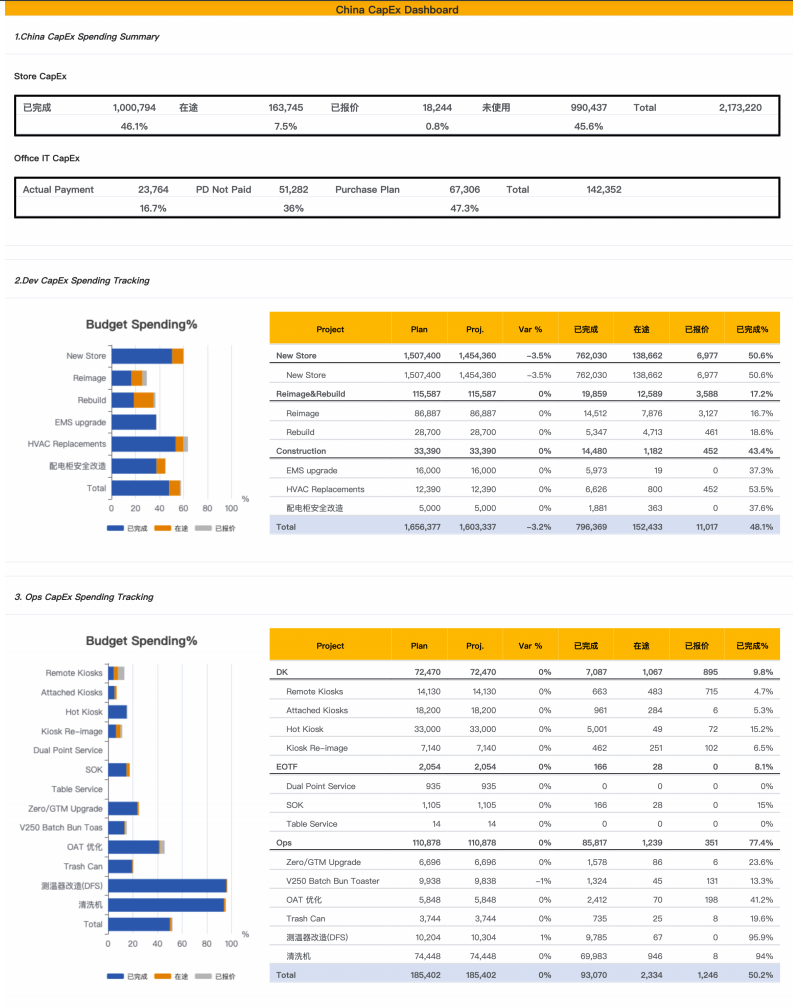 China CapEx Dashboard
1.China CapEx Spending Summary
Store CapEx
已完成 1,000,794 在途 163,745 已报价 18,244 未使用 990,437 Total 2,173,220
46.1% 7.5% 0.8% 45.6%
Office IT CapEx
Actual Payment 23,764 PD Not Paid 51,282 Purchase Plan 67,306 Total 142,352
16.7% 36% 47.3%
2.Dev CapEx Spending Tracking
Budget Spending%
New Store
Reimage
Rebuild
EMS upgrade
HVAC Replacements
配电柜安全改造
Total
0 20 40 60 80 100 %
已完成 在途 已报价
Project Plan Proj. Var % 已完成 在途 已报价 已完成%
New Store 1,507,400 1,454,360 −3.5% 762,030 138,662 6,977 50.6%
New Store 1,507,400 1,454,360 −3.5% 762,030 138,662 6,977 50.6%
Reimage&Rebuild 115,587 115,587 0% 19,859 12,589 3,588 17.2%
Reimage 86,887 86,887 0% 14,512 7,876 3,127 16.7%
Rebuild 28,700 28,700 0% 5,347 4,713 461 18.6%
Construction 33,390 33,390 0% 14,480 1,182 452 43.4%
EMS upgrade 16,000 16,000 0% 5,973 19 0 37.3%
HVAC Replacements 12,390 12,390 0% 6,626 800 452 53.5%
配电柜安全改造 5,000 5,000 0% 1,881 363 0 37.6%
Total 1,656,377 1,603,337 −3.2% 796,369 152,433 11,017 48.1%
3. Ops CapEx Spending Tracking
Budget Spending%
Remote Kiosks
Attached Kiosks
Hot Kiosk
Kiosk Re-image
Dual Point Service
SOK
Table Service
Zero/GTM Upgrade
V250 Batch Bun Toas
OAT 优化
Trash Can
测温器改造(DFS)
清洗机
Total
0 20 40 60 80 100 %
已完成 在途 已报价
Project Plan Proj. Var % 已完成 在途 已报价 已完成%
DK 72,470 72,470 0% 7,087 1,067 895 9.8%
Remote Kiosks 14,130 14,130 0% 663 483 715 4.7%
Attached Kiosks 18,200 18,200 0% 961 284 6 5.3%
Hot Kiosk 33,000 33,000 0% 5,001 49 72 15.2%
Kiosk Re-image 7,140 7,140 0% 462 251 102 6.5%
EOTF 2,054 2,054 0% 166 28 0 8.1%
Dual Point Service 935 935 0% 0 0 0 0%
SOK 1,105 1,105 0% 166 28 0 15%
Table Service 14 14 0% 0 0 0 0%
Ops 110,878 110,878 0% 85,817 1,239 351 77.4%
Zero/GTM Upgrade 6,696 6,696 0% 1,578 86 6 23.6%
V250 Batch Bun Toaster 9,938 9,838 −1% 1,324 45 131 13.3%
OAT 优化 5,848 5,848 0% 2,412 70 198 41.2%
Trash Can 3,744 3,744 0% 735 25 8 19.6%
测温器改造(DFS) 10,204 10,304 1% 9,785 67 0 95.9%
清洗机 74,448 74,448 0% 69,983 946 8 94%
Total 185,402 185,402 0% 93,070 2,334 1,246 50.2%